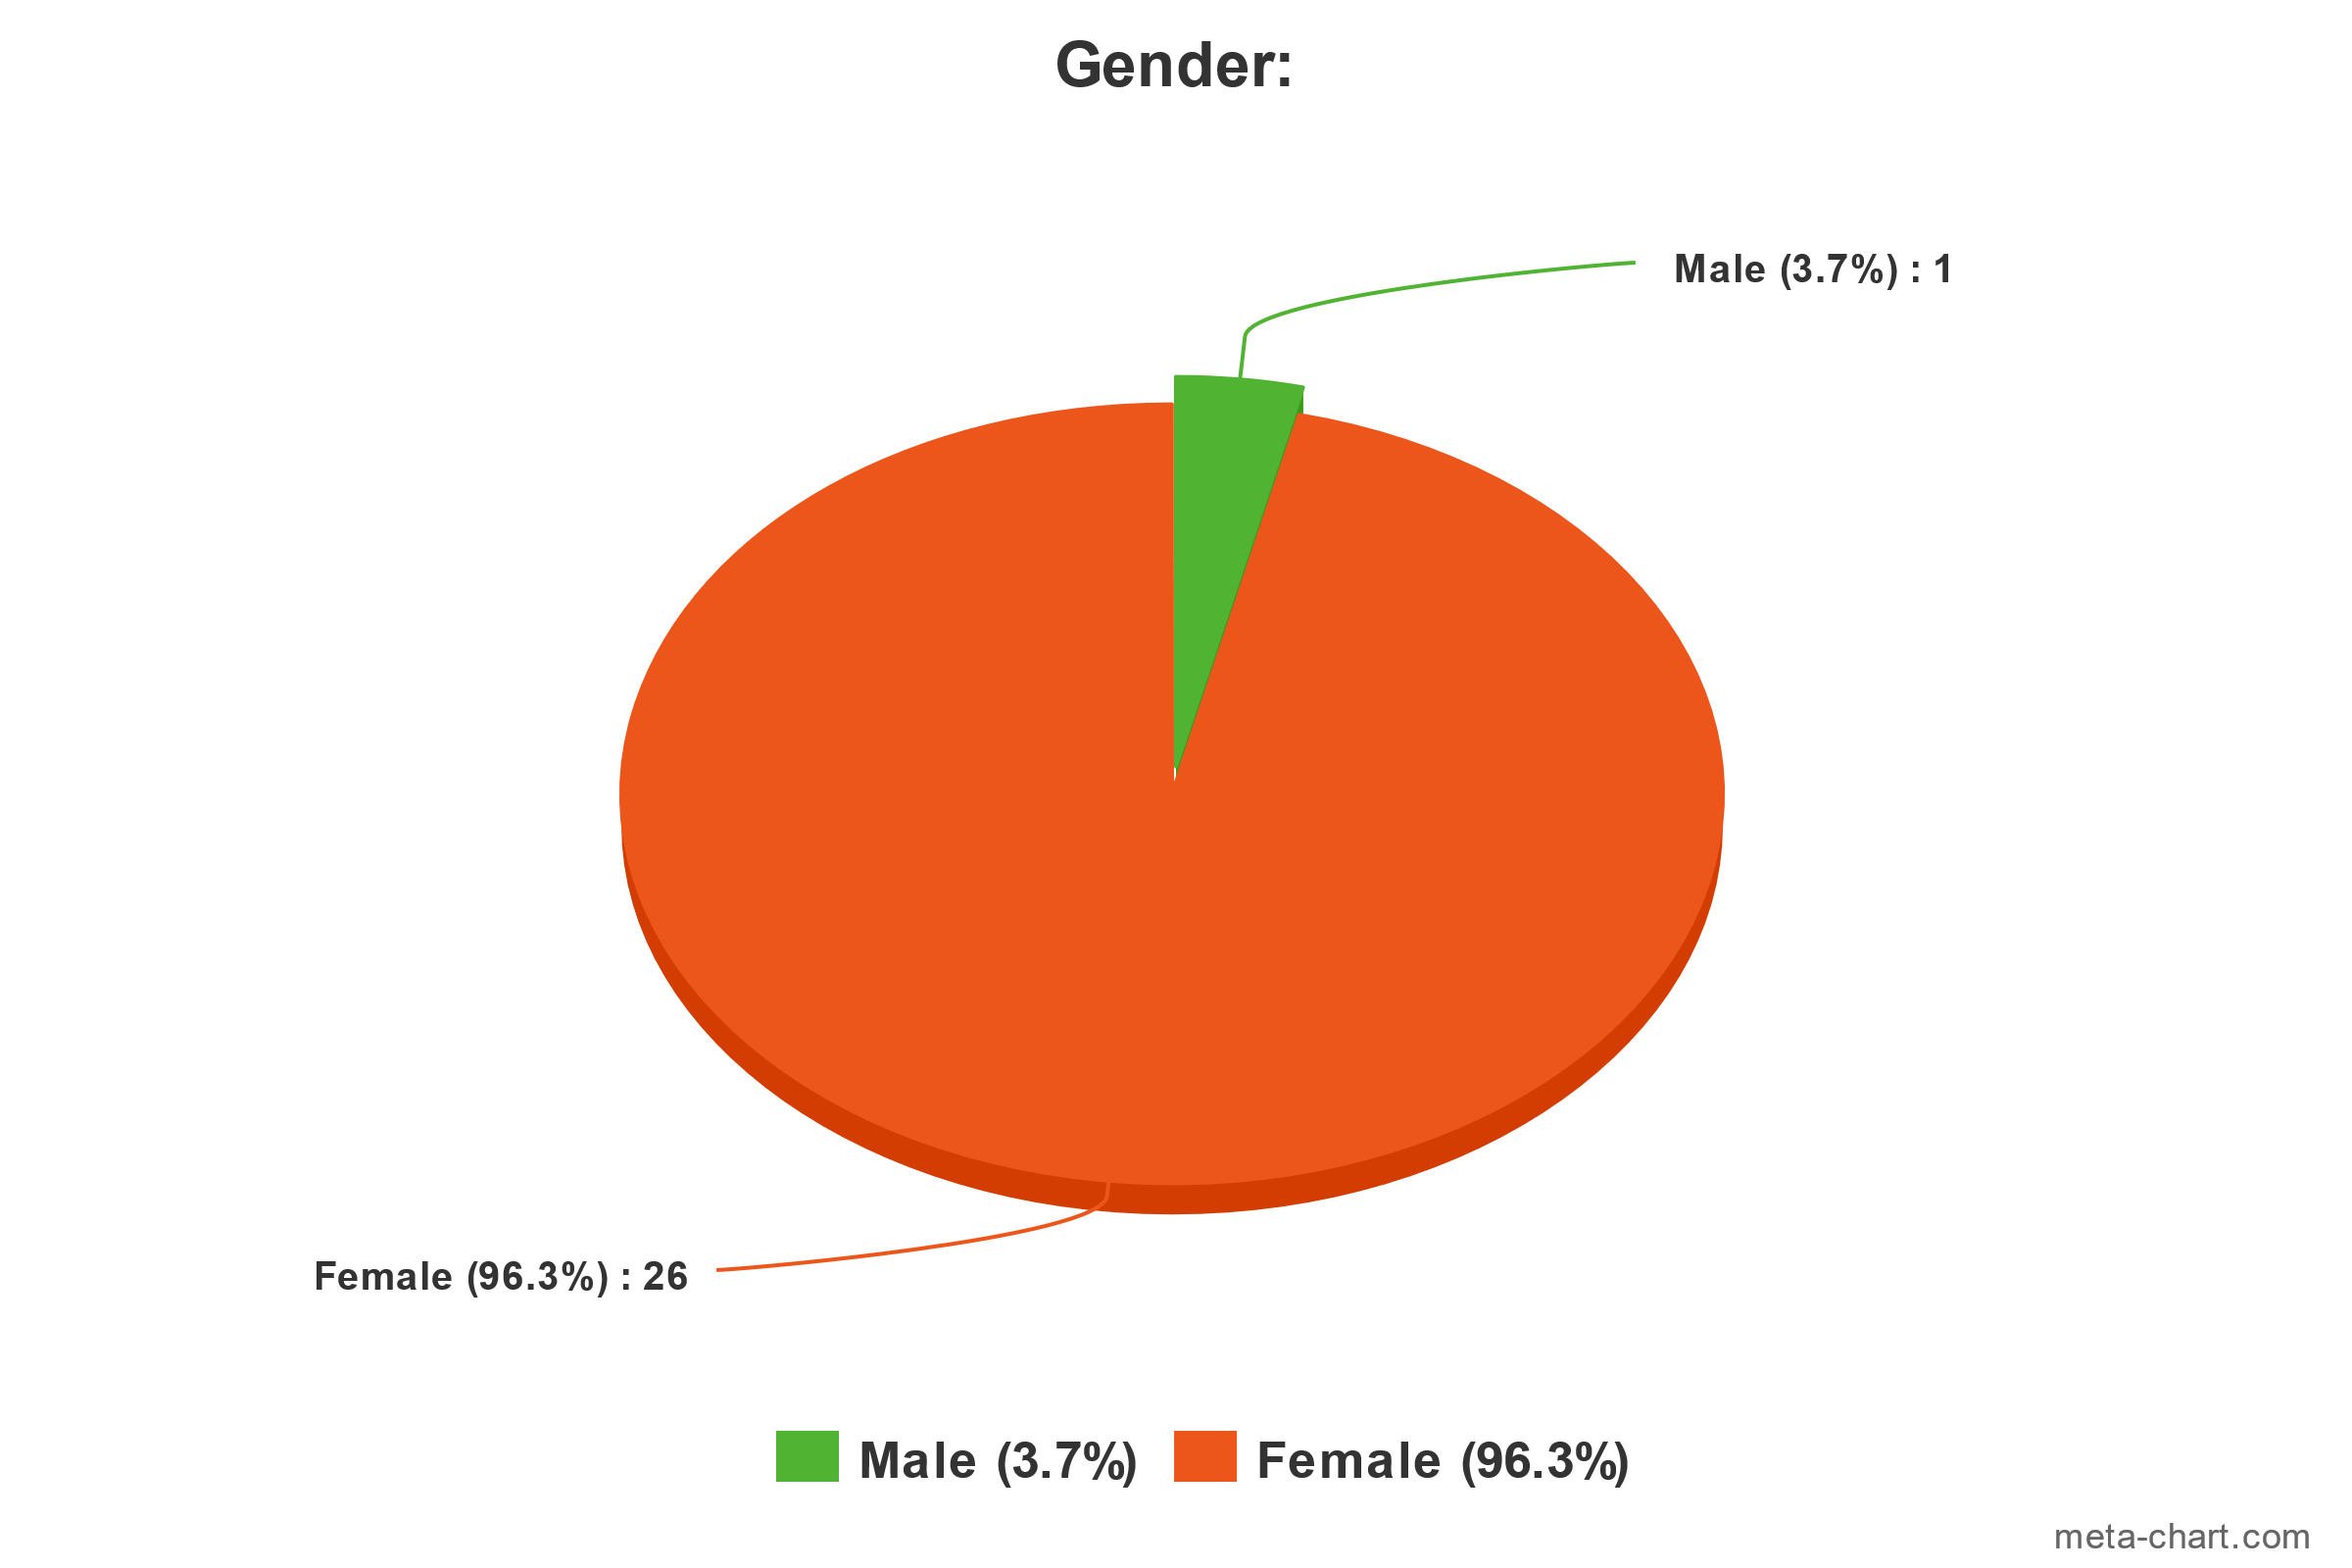 Gender:
Male (3.7%) : 1
Female (96.3%) : 26
Male (3.7%) Female (96.3%)
meta-chart.com